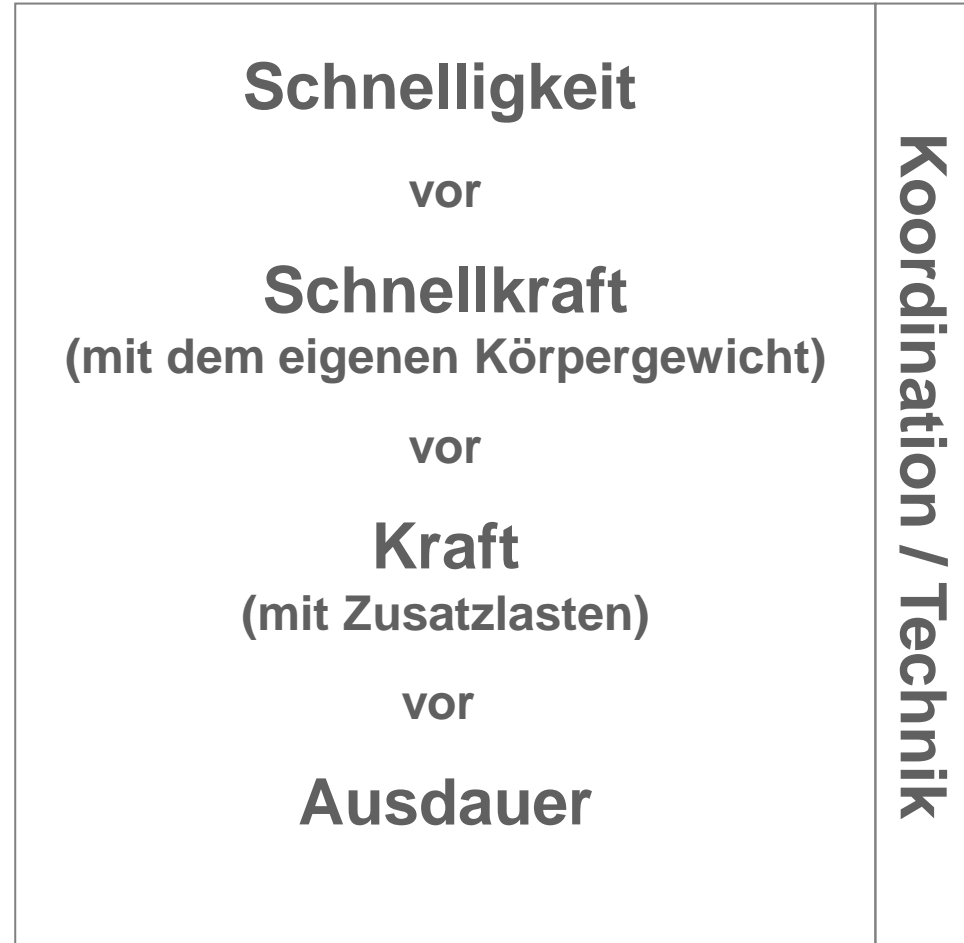 Schnelligkeit
vor
Schnellkraft
(mit dem eigenen Körpergewicht)
vor
Kraft
(mit Zusatzlasten)
vor
Ausdauer
Koordination / Technik